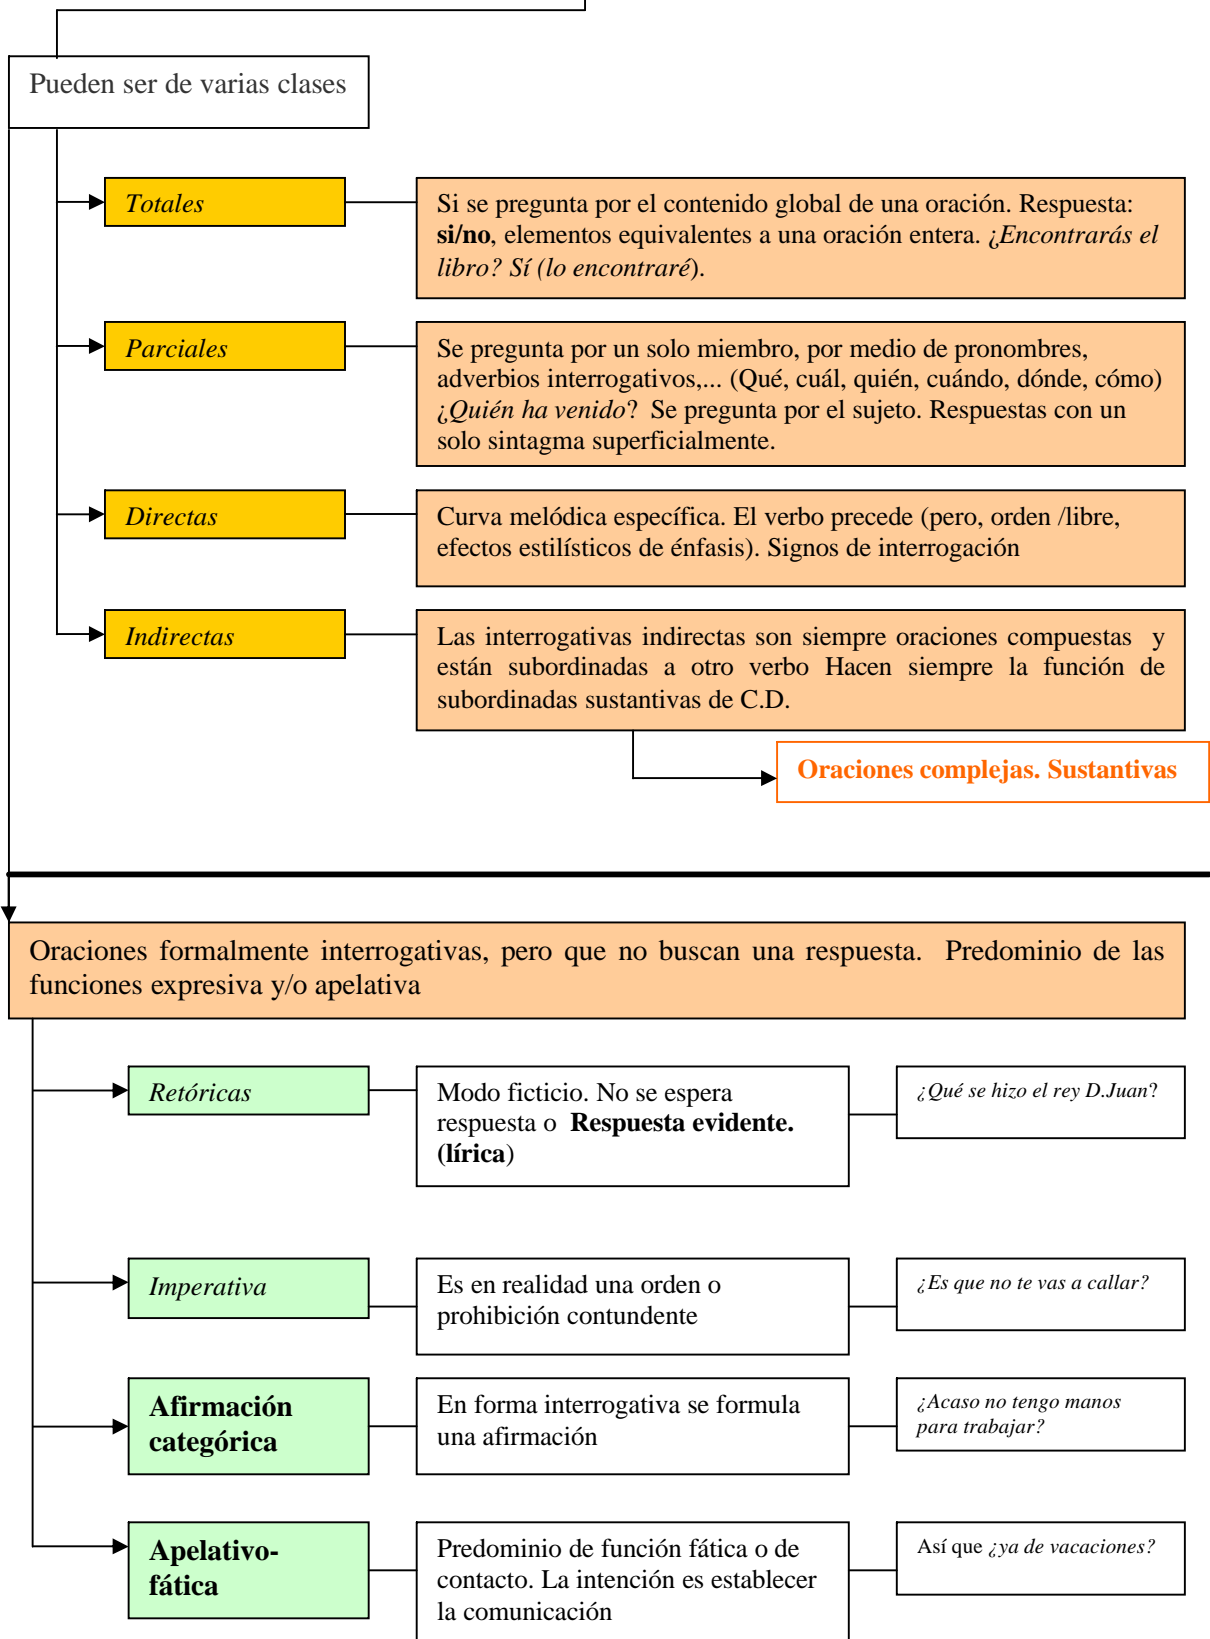 Pueden ser de varias clases
Totales
Si se pregunta por el contenido global de una oración. Respuesta:
si/no, elementos equivalentes a una oración entera. ¿Encontrarás el
libro? Sí (lo encontraré).
Parciales
Se pregunta por un solo miembro, por medio de pronombres,
adverbios interrogativos,... (Qué, cuál, quién, cuándo, dónde, cómo)
¿Quién ha venido? Se pregunta por el sujeto. Respuestas con un
solo sintagma superficialmente.
Directas
Curva melódica específica. El verbo precede (pero, orden /libre,
efectos estilísticos de énfasis). Signos de interrogación
Indirectas
Las interrogativas indirectas son siempre oraciones compuestas y
están subordinadas a otro verbo Hacen siempre la función de
subordinadas sustantivas de C.D.
Oraciones complejas. Sustantivas
Oraciones formalmente interrogativas, pero que no buscan una respuesta. Predominio de las
funciones expresiva y/o apelativa
Retóricas
Modo ficticio. No se espera
respuesta o Respuesta evidente.
(lírica)
¿Qué se hizo el rey D.Juan?
Imperativa
Es en realidad una orden o
prohibición contundente
¿Es que no te vas a callar?
Afirmación
categórica
En forma interrogativa se formula
una afirmación
¿Acaso no tengo manos
para trabajar?
Apelativo-
fática
Predominio de función fática o de
contacto. La intención es establecer
la comunicación
Así que ¿ya de vacaciones?